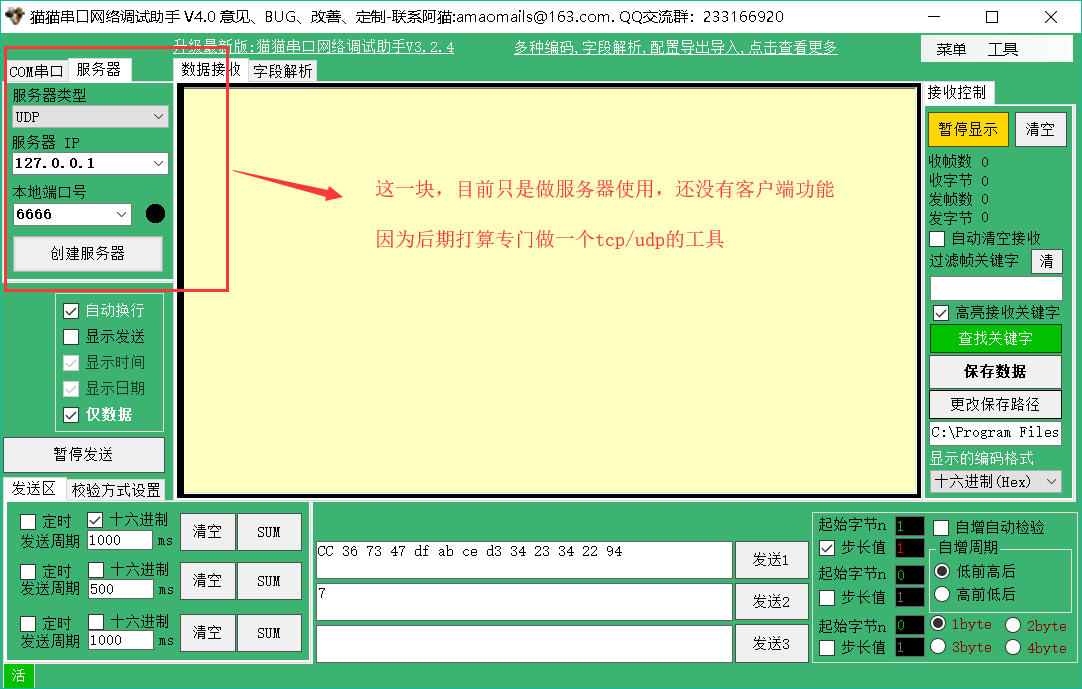 猫猫串口网络调试助手 V4.0 意见、BUG、改善、定制-联系阿猫:amaomails@163.com. QQ交流群：233166920
升级最新版:猫猫串口网络调试助手V3.2.4
多种编码,字段解析,配置导出导入,点击查看更多
菜单 工具
COM串口 服务器
数据接收 字段解析
服务器类型
UDP
服务器 IP
127.0.0.1
本地端口号
6666
创建服务器
自动换行
显示发送
显示时间
显示日期
仅数据
暂停发送
这一块，目前只是做服务器使用，还没有客户端功能
因为后期打算专门做一个tcp/udp的工具
接收控制
暂停显示 清空
收帧数 0
收字节 0
发帧数 0
发字节 0
自动清空接收
过滤帧关键字 清
高亮接收关键字
查找关键字
保存数据
更改保存路径
C:\Program Files
显示的编码格式
十六进制(Hex)
发送区 校验方式设置
定时 十六进制
发送周期 1000 ms
清空 SUM
定时 十六进制
发送周期 500 ms
清空 SUM
定时 十六进制
发送周期 1000 ms
清空 SUM
CC 36 73 47 df ab ce d3 34 23 34 22 94
发送1
7
发送2
发送3
起始字节n 1
步长值 1
起始字节n 0
步长值 1
起始字节n 0
步长值 1
自增自动检验
自增周期
低前高后
高前低后
1byte 2byte
3byte 4byte
活